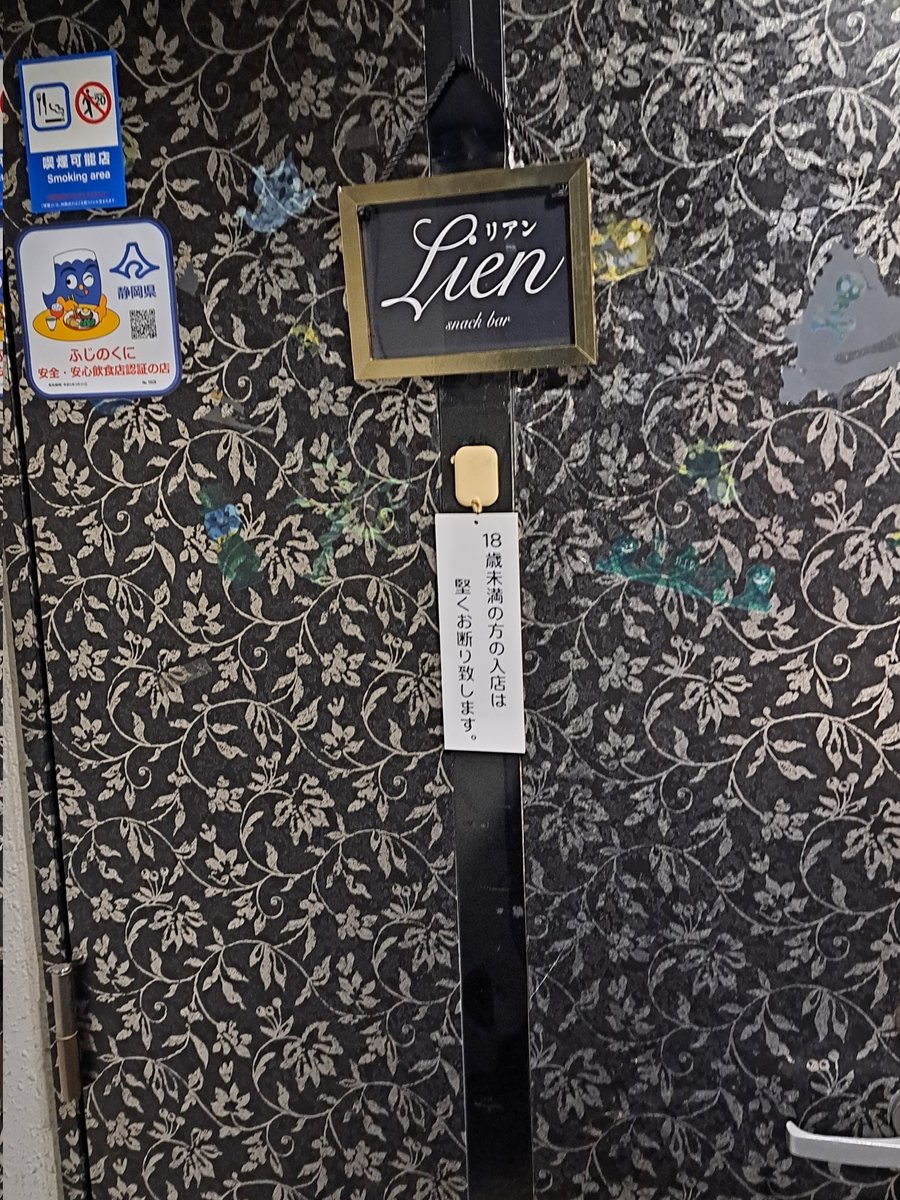 喫煙可能店
Smoking area
静岡県
ふじのくに
安全・安心飲食店認証の店
リアン
Lien
snack bar
18歳未満の方の入店は
堅くお断り致します。